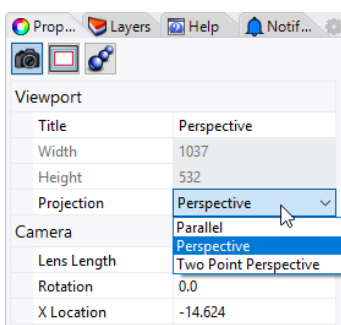 Prop... Layers Help Notif...
Viewport
Title Perspective
Width 1037
Height 532
Projection Perspective
Camera Parallel
Perspective
Lens Length Two Point Perspective
Rotation 0.0
X Location -14.624